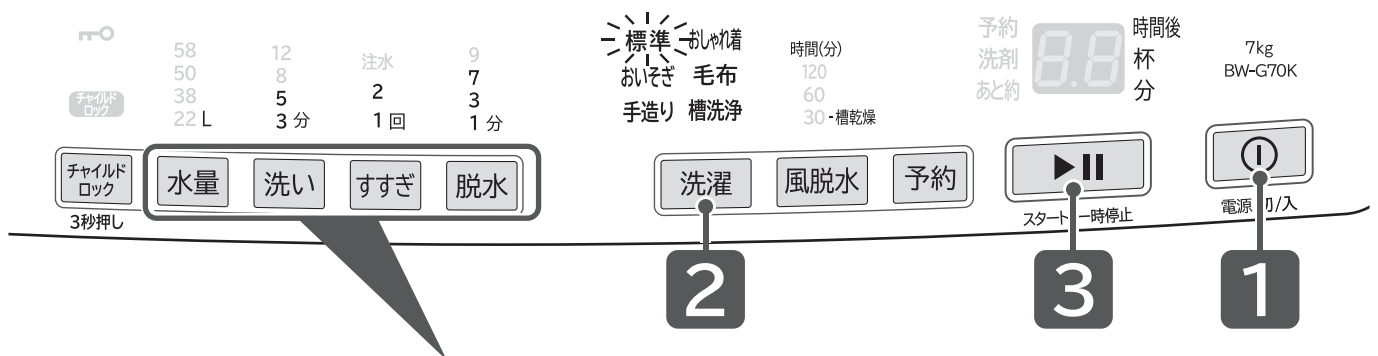 58
50
38
22 L
12
8
5
3 分
注水
2
1 回
9
7
3
1 分
標準
おしゃれ着
おいそぎ
毛布
手造り
槽洗浄
時間(分)
120
60
30-槽乾燥
予約
洗剤
あと約
8.8
時間後
杯
分
7kg
BW-G70K
チャイルド
ロック
チャイルド
ロック
3秒押し
水量
洗い
すすぎ
脱水
洗濯
風脱水
予約
スタート 一時停止
電源 切/入
2
3
1